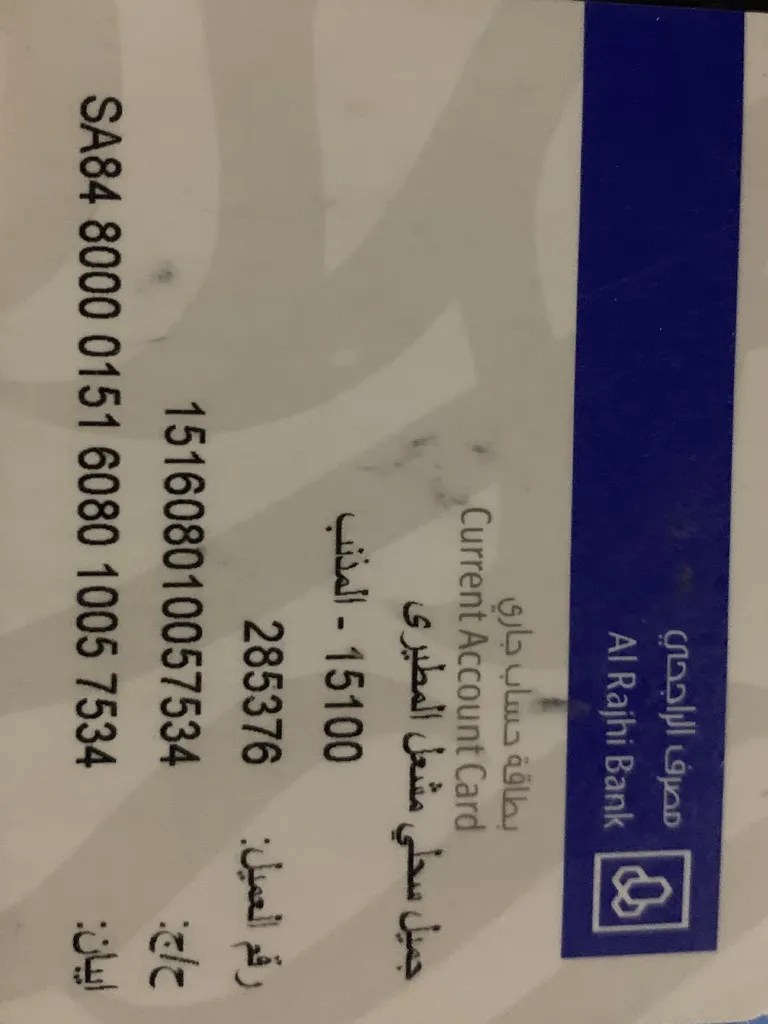 مصرف الراجحي
Al Rajhi Bank
بطاقة حساب جاري
Current Account Card
جميل سحلي مشعل المطيرى
15100 - المذنب
رقم العميل: 285376
ح/ج: 151608010057534
ايبان: SA84 8000 0151 6080 1005 7534